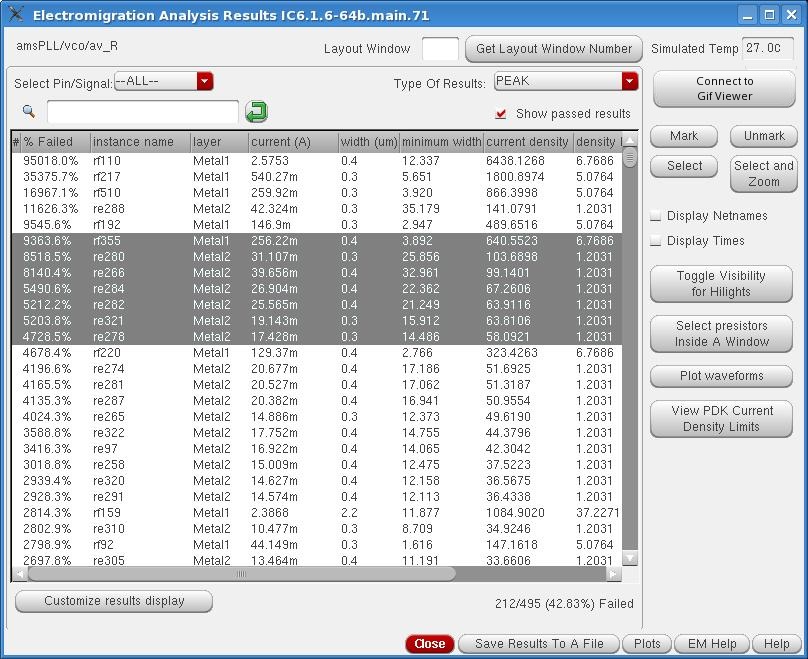 Electromigration Analysis Results IC6.1.6-64b.main.71
amsPLL/vco/av_R
Layout Window Get Layout Window Number Simulated Temp 27.0C
Select Pin/Signal: --ALL-- Type Of Results: PEAK
Connect to
Gif Viewer
Show passed results
# % Failed instance name layer current (A) width (um) minimum width current density density l
95018.0% rf110 Metal1 2.5753 0.4 12.337 6438.1268 6.7686
35375.7% rf217 Metal1 540.27m 0.3 5.651 1800.8974 5.0764
16967.1% rf510 Metal1 259.92m 0.3 3.920 866.3998 5.0764
11626.3% re288 Metal2 42.324m 0.3 35.179 141.0791 1.2031
9545.6% rf192 Metal1 146.9m 0.3 2.947 489.6516 5.0764
9363.6% rf355 Metal1 256.22m 0.4 3.892 640.5523 6.7686
8518.5% re280 Metal2 31.107m 0.3 25.856 103.6898 1.2031
8140.4% re266 Metal2 39.656m 0.4 32.961 99.1401 1.2031
5490.6% re284 Metal2 26.904m 0.4 22.362 67.2606 1.2031
5212.2% re282 Metal2 25.565m 0.4 21.249 63.9116 1.2031
5203.8% re321 Metal2 19.143m 0.3 15.912 63.8106 1.2031
4728.5% re278 Metal2 17.428m 0.3 14.486 58.0921 1.2031
4678.4% rf220 Metal1 129.37m 0.4 2.766 323.4263 6.7686
4196.6% re274 Metal2 20.677m 0.4 17.186 51.6925 1.2031
4165.5% re281 Metal2 20.527m 0.4 17.062 51.3187 1.2031
4135.3% re287 Metal2 20.382m 0.4 16.941 50.9554 1.2031
4024.3% re265 Metal2 14.886m 0.3 12.373 49.6190 1.2031
3588.8% re322 Metal2 17.752m 0.4 14.755 44.3796 1.2031
3416.3% re97 Metal2 16.922m 0.4 14.065 42.3042 1.2031
3018.8% re258 Metal2 15.009m 0.4 12.475 37.5223 1.2031
2939.4% re320 Metal2 14.627m 0.4 12.158 36.5675 1.2031
2928.3% re291 Metal2 14.574m 0.4 12.113 36.4338 1.2031
2814.3% rf159 Metal1 2.3868 2.2 11.877 1084.9020 37.2271
2802.9% re310 Metal2 10.477m 0.3 8.709 34.9246 1.2031
2798.9% rf92 Metal1 44.149m 0.3 1.616 147.1618 5.0764
2697.8% re305 Metal2 13.464m 0.4 11.191 33.6606 1.2031
Mark Unmark
Select Select and
Zoom
Display Netnames
Display Times
Toggle Visibility
for Hilights
Select presistors
Inside A Window
Plot waveforms
View PDK Current
Density Limits
Customize results display 212/495 (42.83%) Failed
Close Save Results To A File Plots EM Help Help